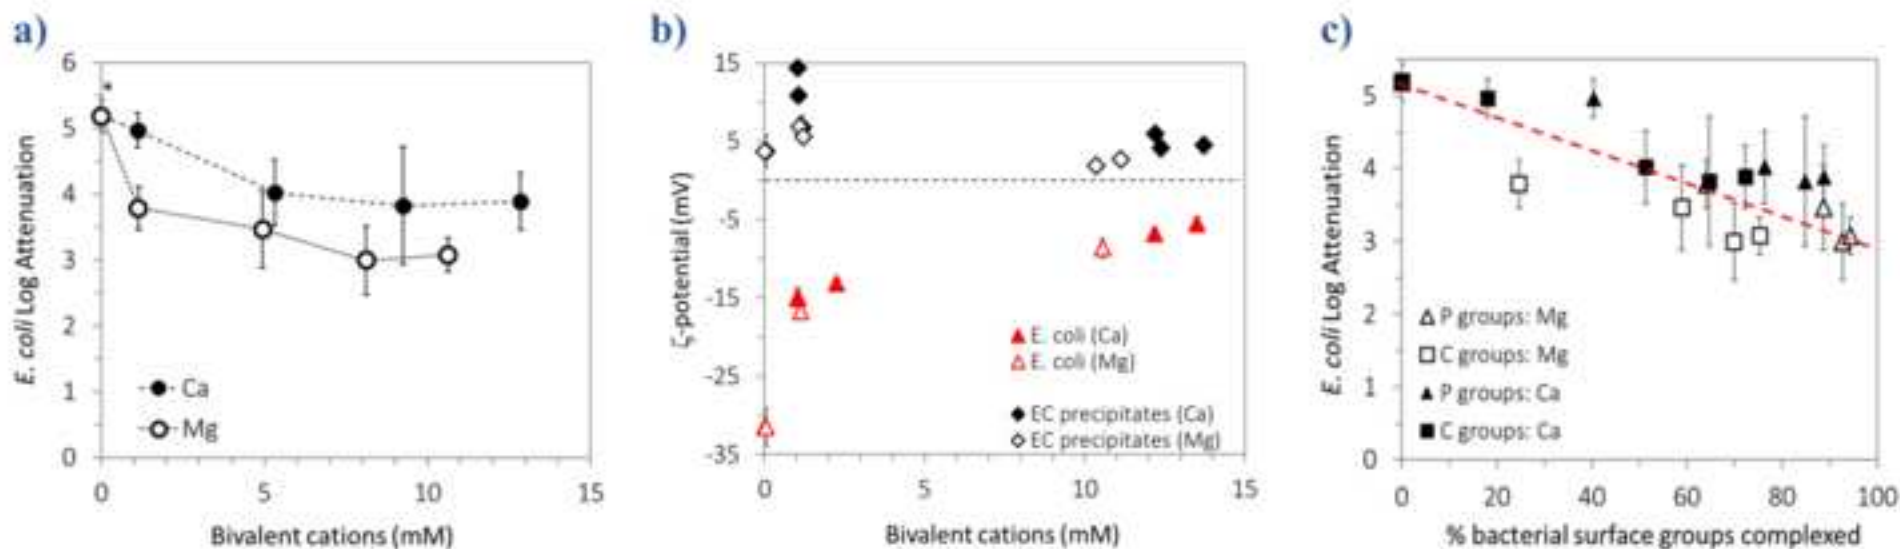 a)
6
5
4
3
2
1
0
*
E. coli Log Attenuation
Ca
Mg
0 5 10 15
Bivalent cations (mM)
b)
15
5
-5
-15
-25
-35
ζ-potential (mV)
E. coli (Ca)
E. coli (Mg)
EC precipitates (Ca)
EC precipitates (Mg)
0 5 10 15
Bivalent cations (mM)
c)
5
4
3
2
1
0
E. coli Log Attenuation
P groups: Mg
C groups: Mg
P groups: Ca
C groups: Ca
0 20 40 60 80 100
% bacterial surface groups complexed